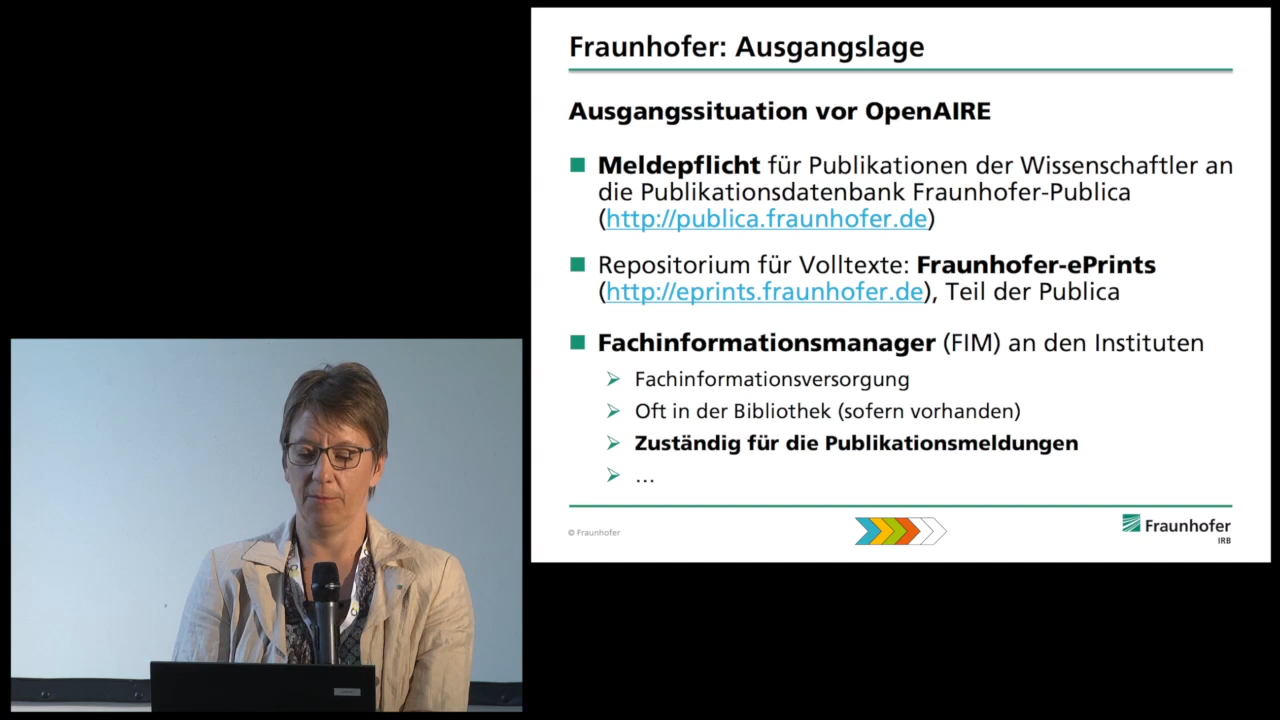 Fraunhofer: Ausgangslage
Ausgangssituation vor OpenAIRE
Meldepflicht für Publikationen der Wissenschaftler an
die Publikationsdatenbank Fraunhofer-Publica
(http://publica.fraunhofer.de)
Repositorium für Volltexte: Fraunhofer-ePrints
(http://eprints.fraunhofer.de), Teil der Publica
Fachinformationsmanager (FIM) an den Instituten
Fachinformationsversorgung
Oft in der Bibliothek (sofern vorhanden)
Zuständig für die Publikationsmeldungen
...
© Fraunhofer
Fraunhofer
IRB